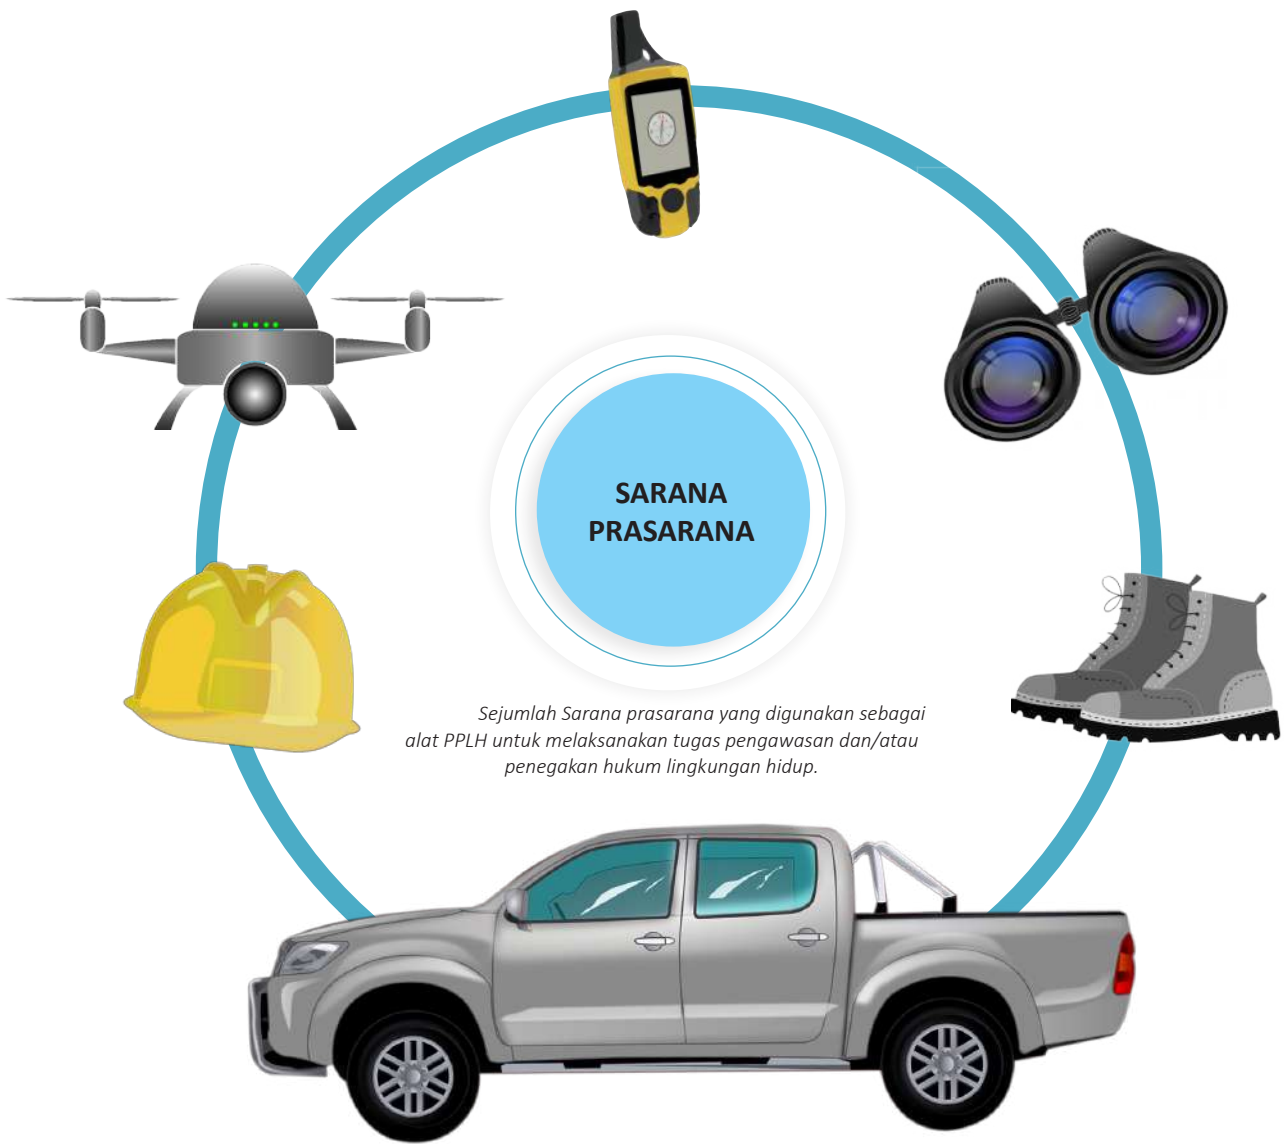 SARANA
PRASARANA
Sejumlah Sarana prasarana yang digunakan sebagai
alat PPLH untuk melaksanakan tugas pengawasan dan/atau
penegakan hukum lingkungan hidup.